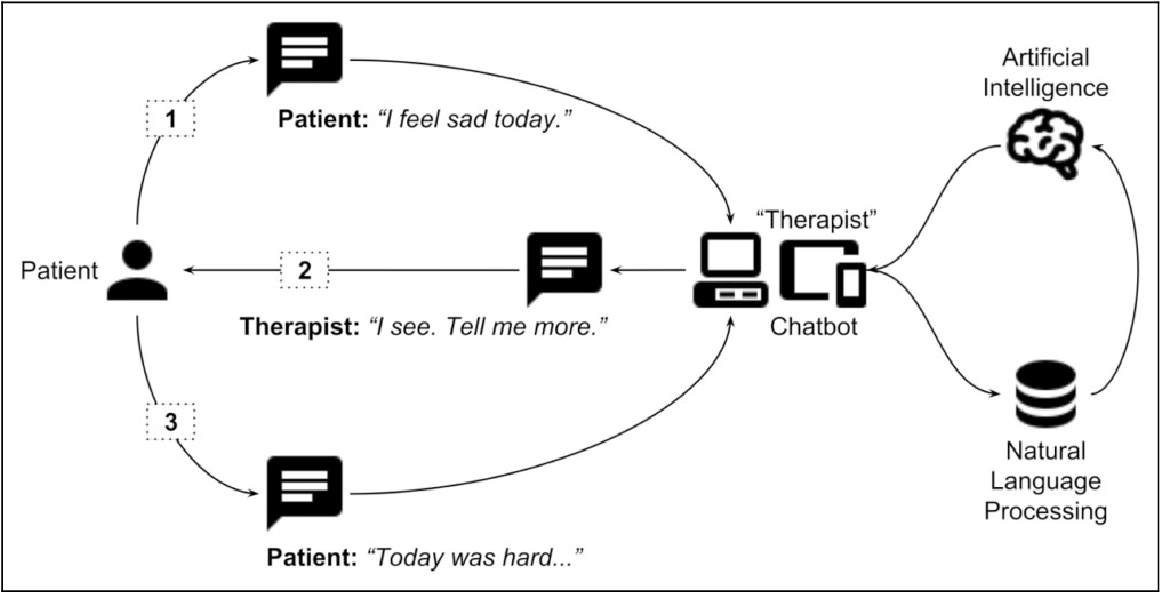 Artificial
Intelligence
1
Patient: “I feel sad today.”
“Therapist”
Patient
2
Therapist: “I see. Tell me more.”
Chatbot
3
Natural
Language
Processing
Patient: “Today was hard...”